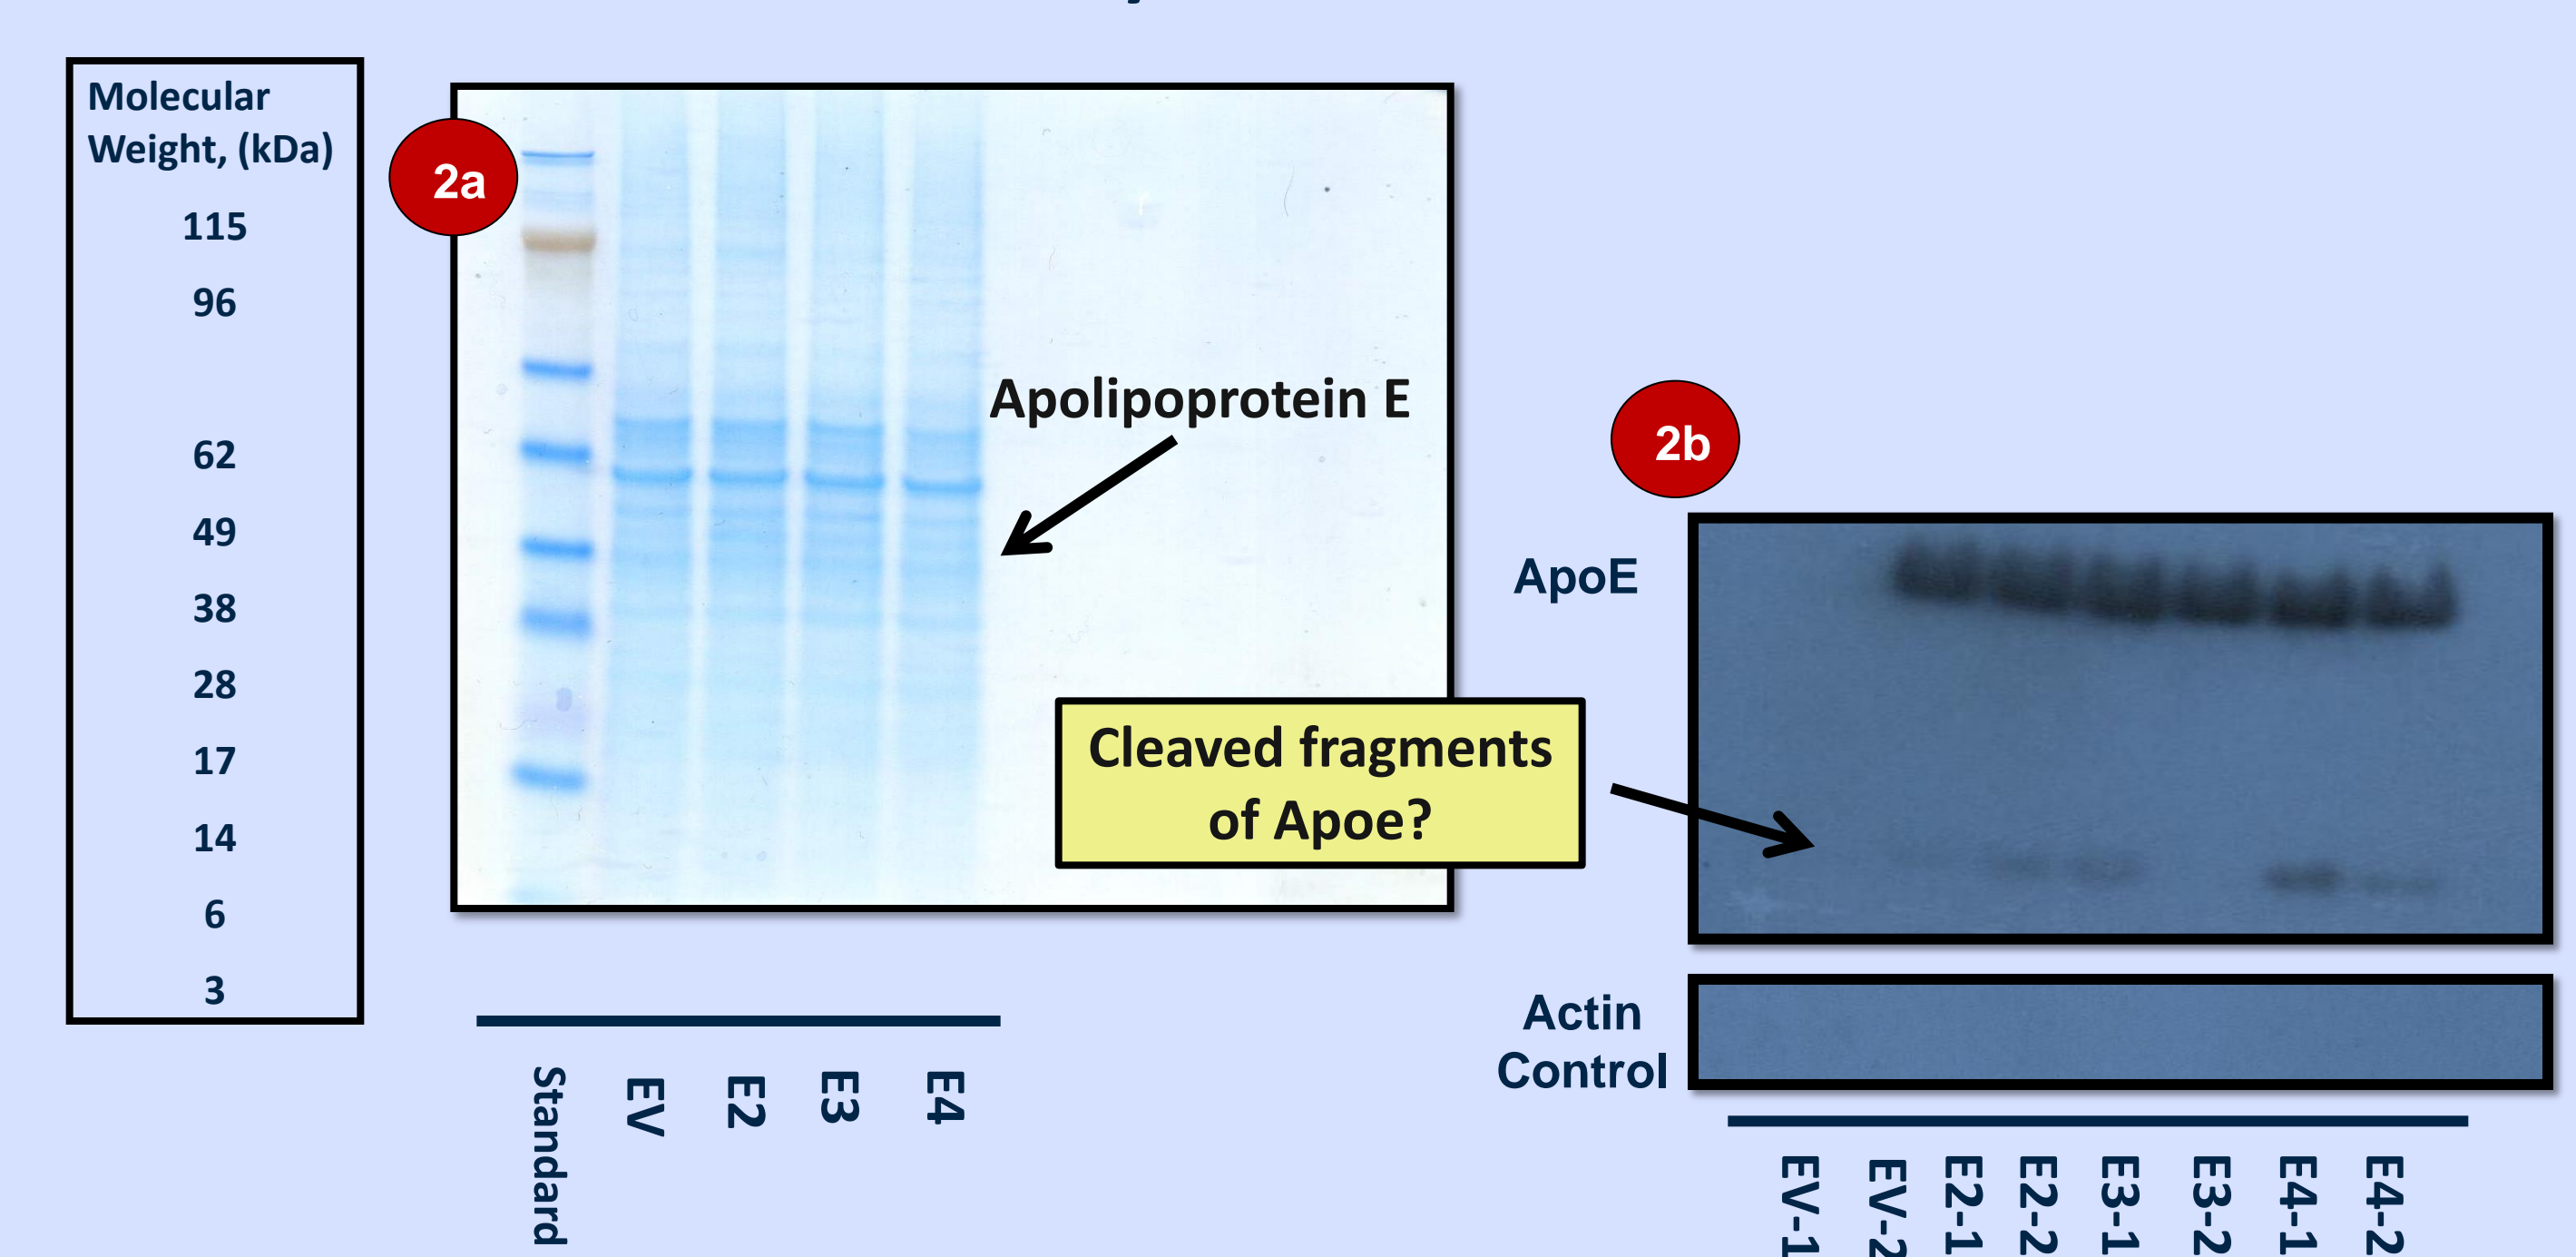 Molecular
Weight, (kDa)
115
96
62
49
38
28
17
14
6
3
2a
Apolipoprotein E
Standard
EV
E2
E3
E4
2b
ApoE
Cleaved fragments
of Apoe?
Actin
Control
EV-1
EV-2
E2-1
E2-2
E3-1
E3-2
E4-1
E4-2